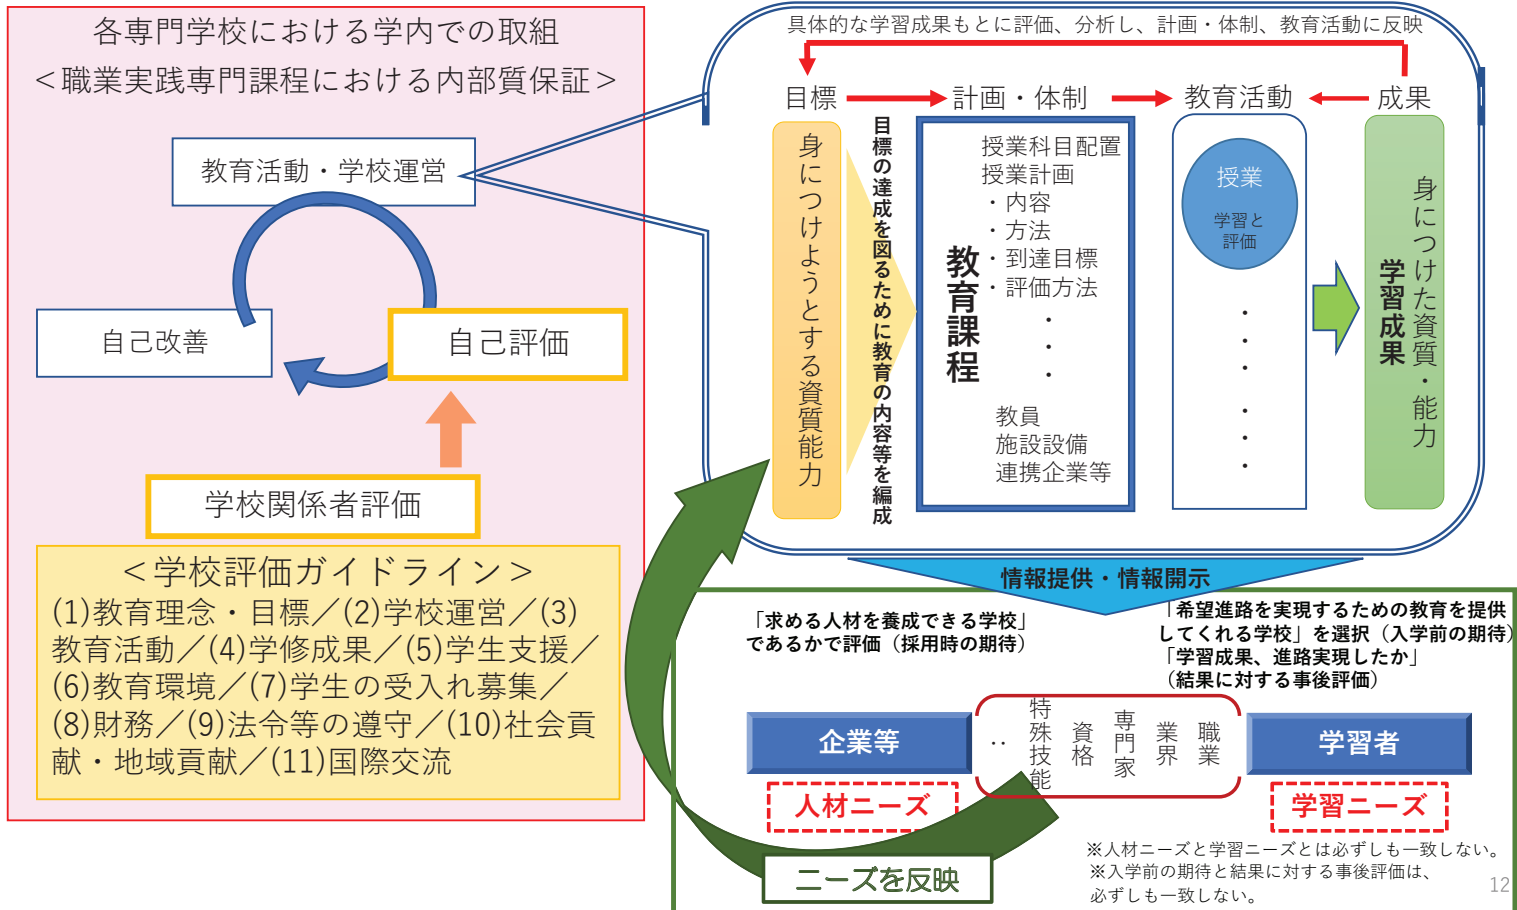 各専門学校における学内での取組
＜職業実践専門課程における内部質保証＞
教育活動・学校運営
自己改善
自己評価
学校関係者評価
＜学校評価ガイドライン＞
(1)教育理念・目標／(2)学校運営／(3)
教育活動／(4)学修成果／(5)学生支援／
(6)教育環境／(7)学生の受入れ募集／
(8)財務／(9)法令等の遵守／(10)社会貢
献・地域貢献／(11)国際交流
具体的な学習成果もとに評価、分析し、計画・体制、教育活動に反映
目標
計画・体制
教育活動
成果
身につけようとする資質能力
目標の達成を図るために教育の内容等を編成
教育課程
授業科目配置
授業計画
・内容
・方法
・到達目標
・評価方法
・
・
・
教員
施設設備
連携企業等
授業
学習と
評価
・
・
・
・
・
・
身につけた資質・能力
学習成果
情報提供・情報開示
「求める人材を養成できる学校」
であるかで評価（採用時の期待）
「希望進路を実現するための教育を提供
してくれる学校」を選択（入学前の期待）
「学習成果、進路実現したか」
（結果に対する事後評価）
企業等
職業
業界
専門家
資格
特殊技能
‥
学習者
人材ニーズ
学習ニーズ
ニーズを反映
※人材ニーズと学習ニーズとは必ずしも一致しない。
※入学前の期待と結果に対する事後評価は、
必ずしも一致しない。
12